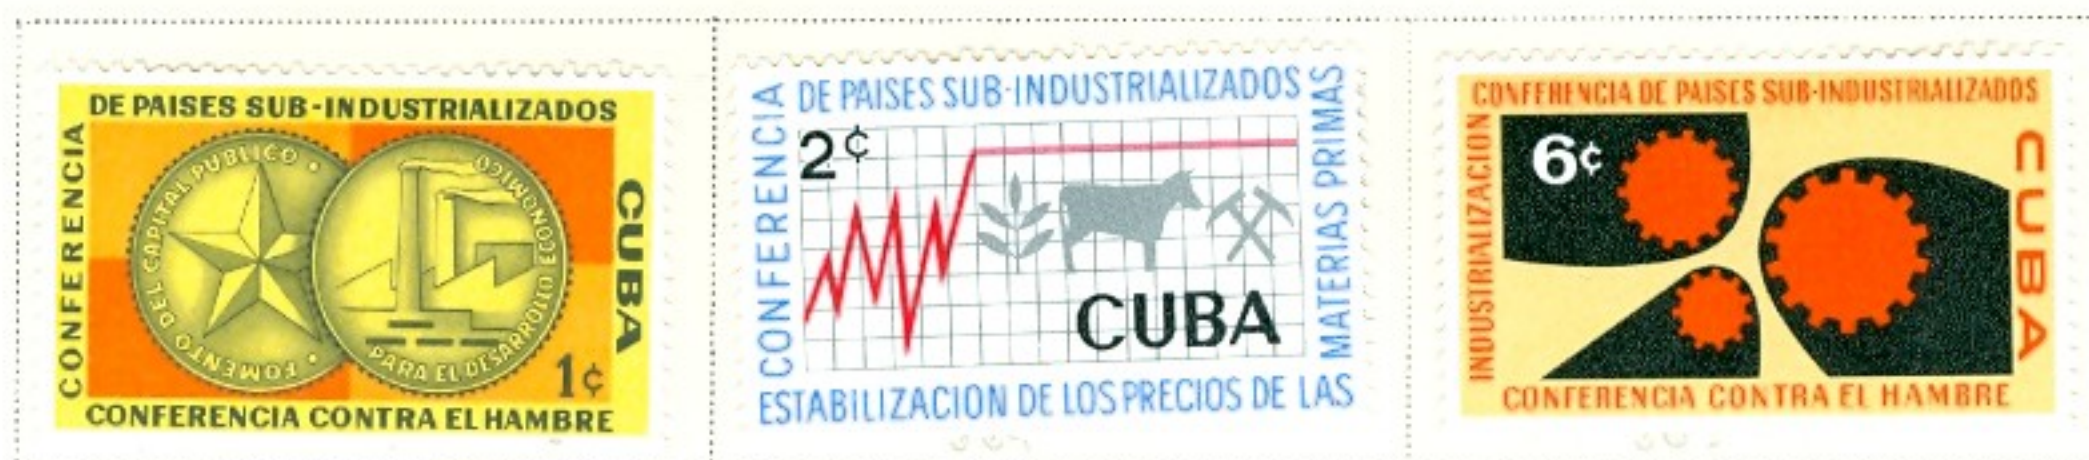 CONFERENCIA
DE PAISES SUB-INDUSTRIALIZADOS
FOMENTO DEL CAPITAL PUBLICO
PARA EL DESARROLLO ECONOMICO
CUBA
1¢
CONFERENCIA CONTRA EL HAMBRE
CONFERENCIA
DE PAISES SUB-INDUSTRIALIZADOS
2¢
CUBA
ESTABILIZACION DE LOS PRECIOS DE LAS
MATERIAS PRIMAS
CONFERENCIA DE PAISES SUB-INDUSTRIALIZADOS
INDUSTRIALIZACION
6¢
CUBA
CONFERENCIA CONTRA EL HAMBRE